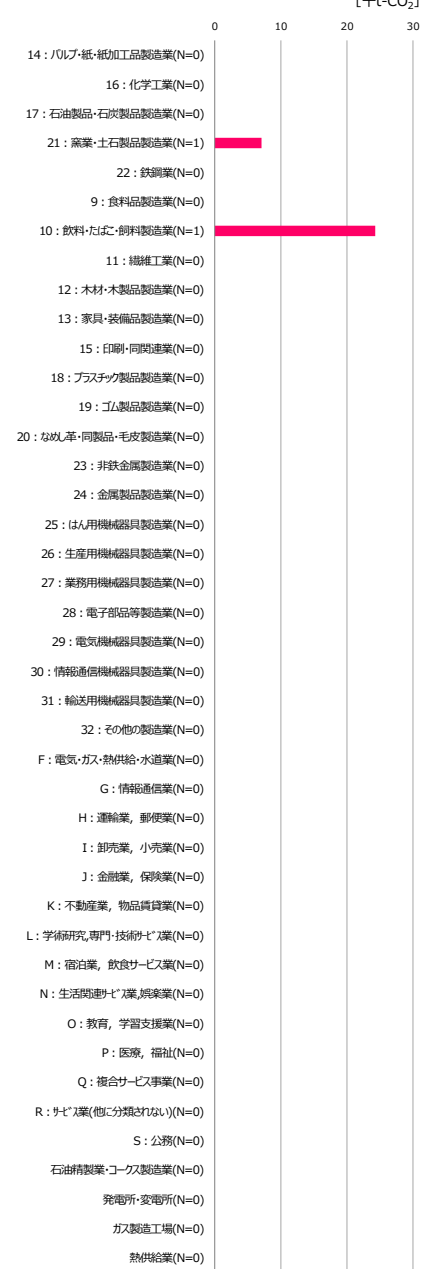 [千t-CO₂]
0 10 20 30
14：パルプ・紙・紙加工品製造業(N=0)
16：化学工業(N=0)
17：石油製品・石炭製品製造業(N=0)
21：窯業・土石製品製造業(N=1)
22：鉄鋼業(N=0)
9：食料品製造業(N=0)
10：飲料・たばこ・飼料製造業(N=1)
11：繊維工業(N=0)
12：木材・木製品製造業(N=0)
13：家具・装備品製造業(N=0)
15：印刷・同関連業(N=0)
18：プラスチック製品製造業(N=0)
19：ゴム製品製造業(N=0)
20：なめし革・同製品・毛皮製造業(N=0)
23：非鉄金属製造業(N=0)
24：金属製品製造業(N=0)
25：はん用機械器具製造業(N=0)
26：生産用機械器具製造業(N=0)
27：業務用機械器具製造業(N=0)
28：電子部品等製造業(N=0)
29：電気機械器具製造業(N=0)
30：情報通信機械器具製造業(N=0)
31：輸送用機械器具製造業(N=0)
32：その他の製造業(N=0)
F：電気・ガス・熱供給・水道業(N=0)
G：情報通信業(N=0)
H：運輸業，郵便業(N=0)
I：卸売業，小売業(N=0)
J：金融業，保険業(N=0)
K：不動産業，物品賃貸業(N=0)
L：学術研究,専門・技術ｻｰﾋﾞｽ業(N=0)
M：宿泊業，飲食サービス業(N=0)
N：生活関連ｻｰﾋﾞｽ業,娯楽業(N=0)
O：教育，学習支援業(N=0)
P：医療，福祉(N=0)
Q：複合サービス事業(N=0)
R：ｻｰﾋﾞｽ業(他に分類されない)(N=0)
S：公務(N=0)
石油精製業・コークス製造業(N=0)
発電所・変電所(N=0)
ガス製造工場(N=0)
熱供給業(N=0)